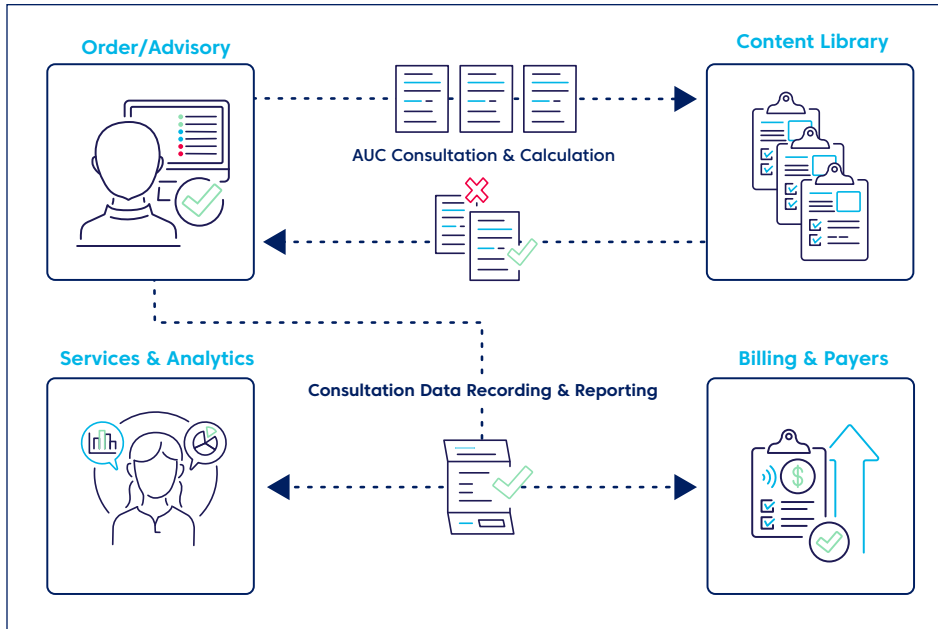 Order/Advisory
Content Library
AUC Consultation & Calculation
Services & Analytics
Billing & Payers
Consultation Data Recording & Reporting
$